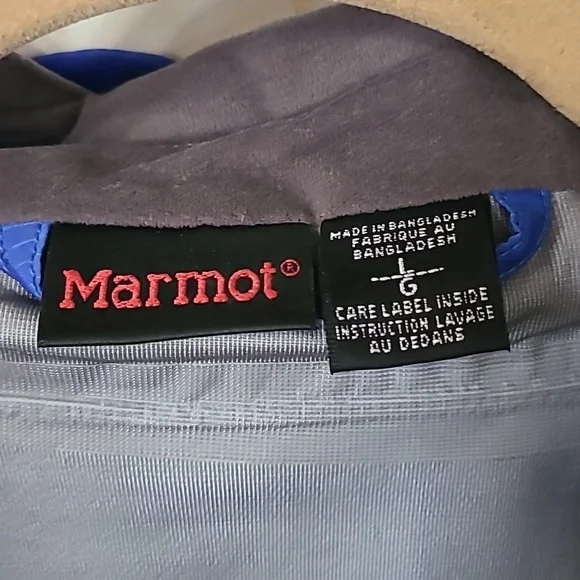 Marmot®
MADE IN BANGLADESH
FABRIQUE AU
BANGLADESH
L
G
CARE LABEL INSIDE
INSTRUCTION LAVAGE
AU DEDANS